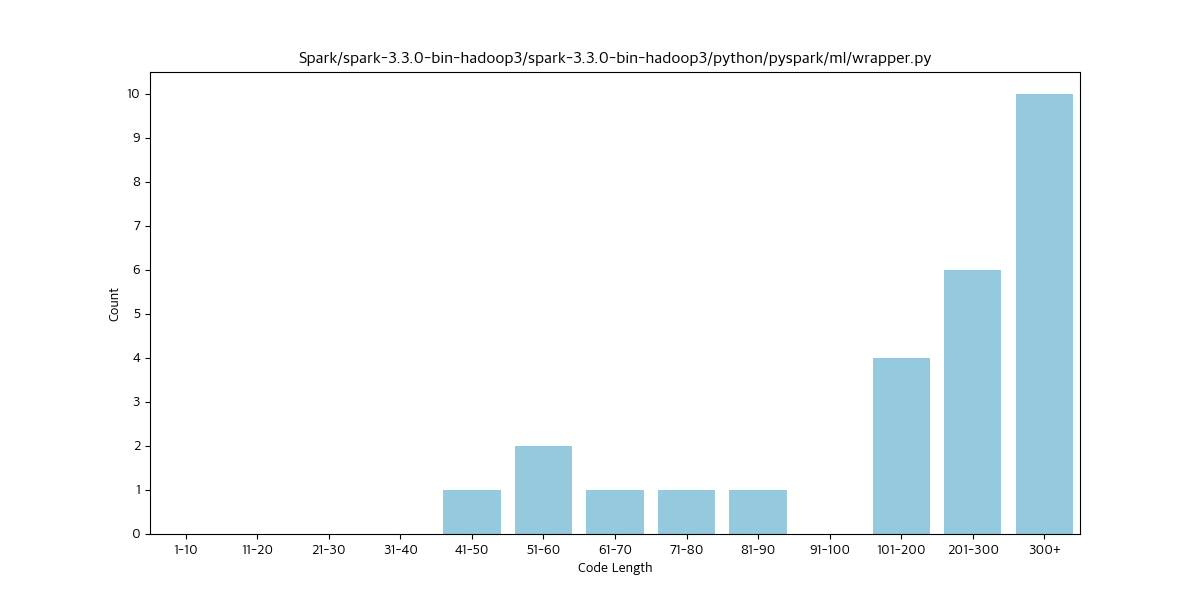 Spark/spark-3.3.0-bin-hadoop3/spark-3.3.0-bin-hadoop3/python/pyspark/ml/wrapper.py
10
9
8
7
6
5
4
3
2
1
0
Count
1-10 11-20 21-30 31-40 41-50 51-60 61-70 71-80 81-90 91-100 101-200 201-300 300+
Code Length